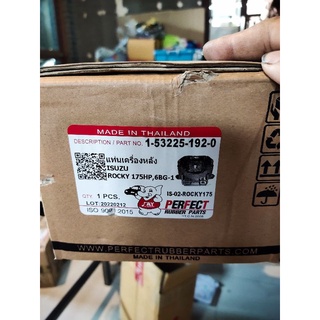 MADE IN THAILAND
DESCRIPTION / PART NO. 1-53225-192-0
แท่นเครื่องหลัง
ISUZU
ROCKY 175HP,6BG-1
IS-02-ROCKY175
QTY. 1 PCS.
LOT 20220212
ISO 9001 2015
JAY
PERFECT
RUBBER PARTS
WWW.PERFECTRUBBERPARTS.COM
MADE IN THAILAND